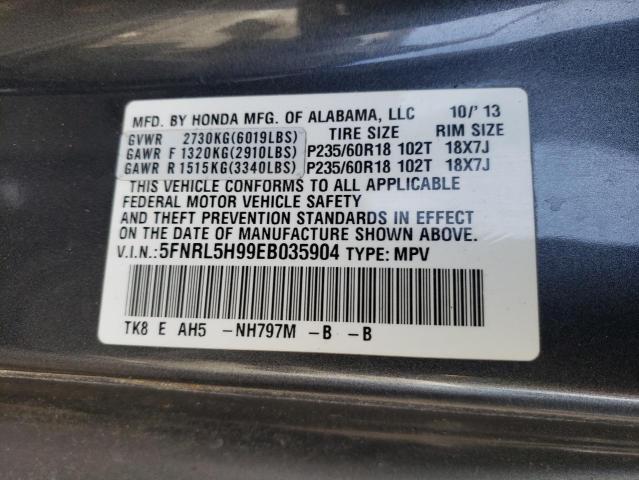 MFD. BY HONDA MFG. OF ALABAMA, LLC 10/'13
GVWR 2730KG(6019LBS) TIRE SIZE RIM SIZE
GAWR F 1320KG(2910LBS) P235/60R18 102T 18X7J
GAWR R 1515KG(3340LBS) P235/60R18 102T 18X7J
THIS VEHICLE CONFORMS TO ALL APPLICABLE
FEDERAL MOTOR VEHICLE SAFETY
AND THEFT PREVENTION STANDARDS IN EFFECT
ON THE DATE OF MANUFACTURE SHOWN ABOVE.
V.I.N.:5FNRL5H99EB035904 TYPE: MPV
TK8 E AH5 -NH797M -B -B